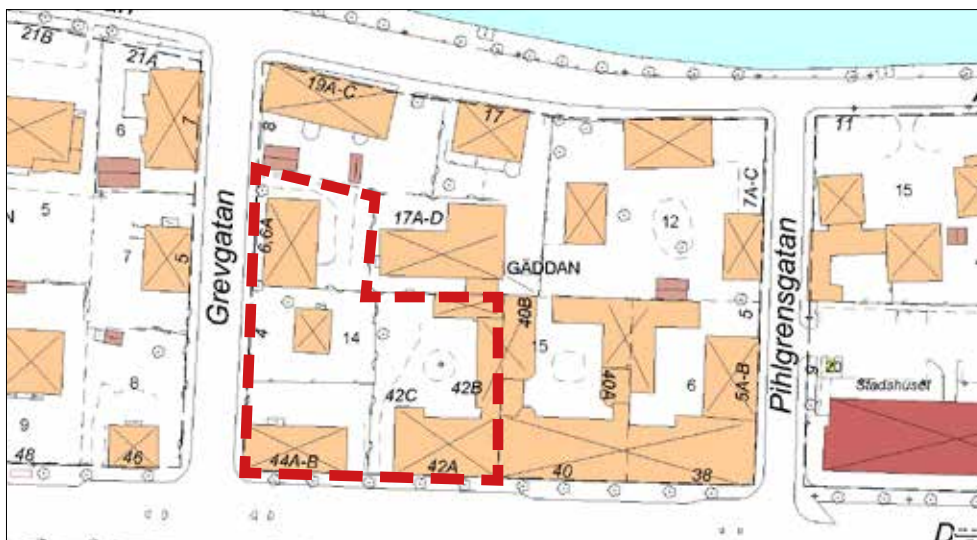 21B
21A
19A-C
17
11
7
8
6
7A-C
15
5
N
6,6A
17A-D
12
7
5
Grevgatan
GÄDDAN
Pihlgrensgatan
4
14
40B
15
5
8
42C
42B
40A
6
5A-B
20
Stadshuset
9
48
46
44A-B
42A
40
38
D